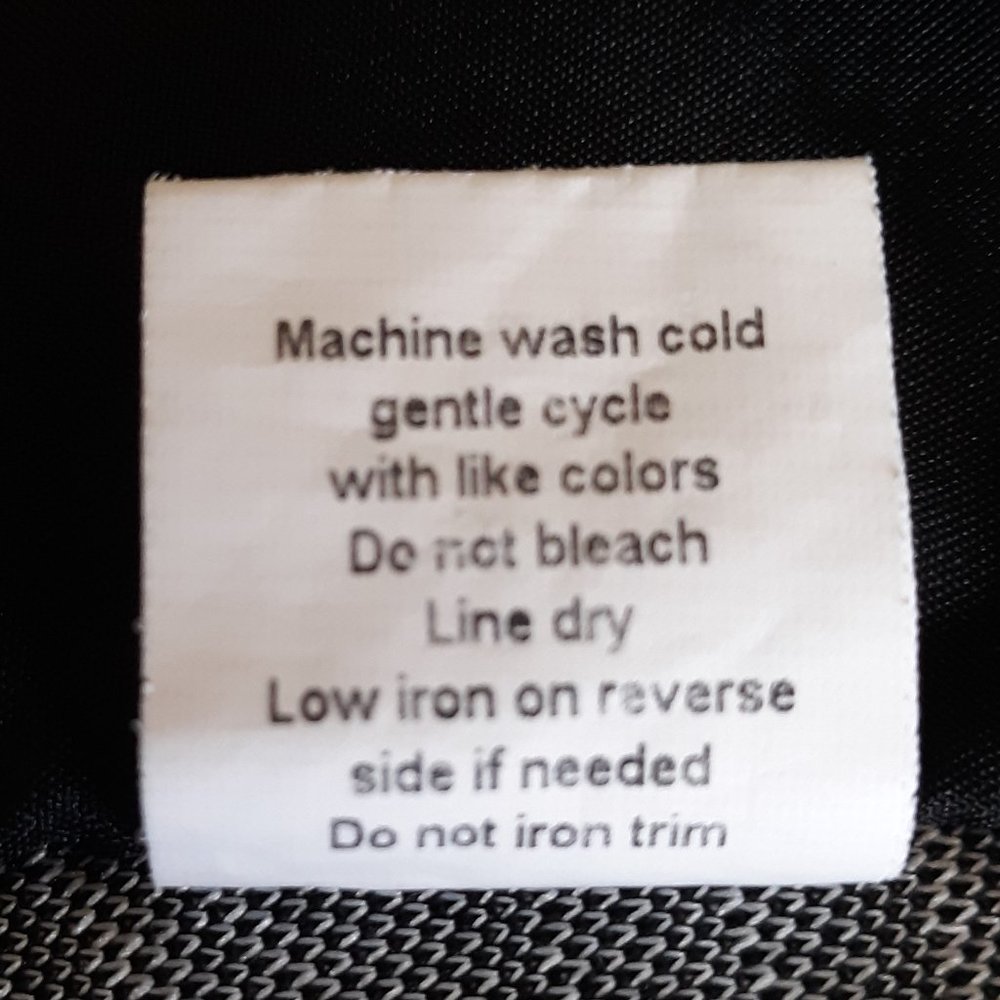 Machine wash cold
gentle cycle
with like colors
Do not bleach
Line dry
Low iron on reverse
side if needed
Do not iron trim